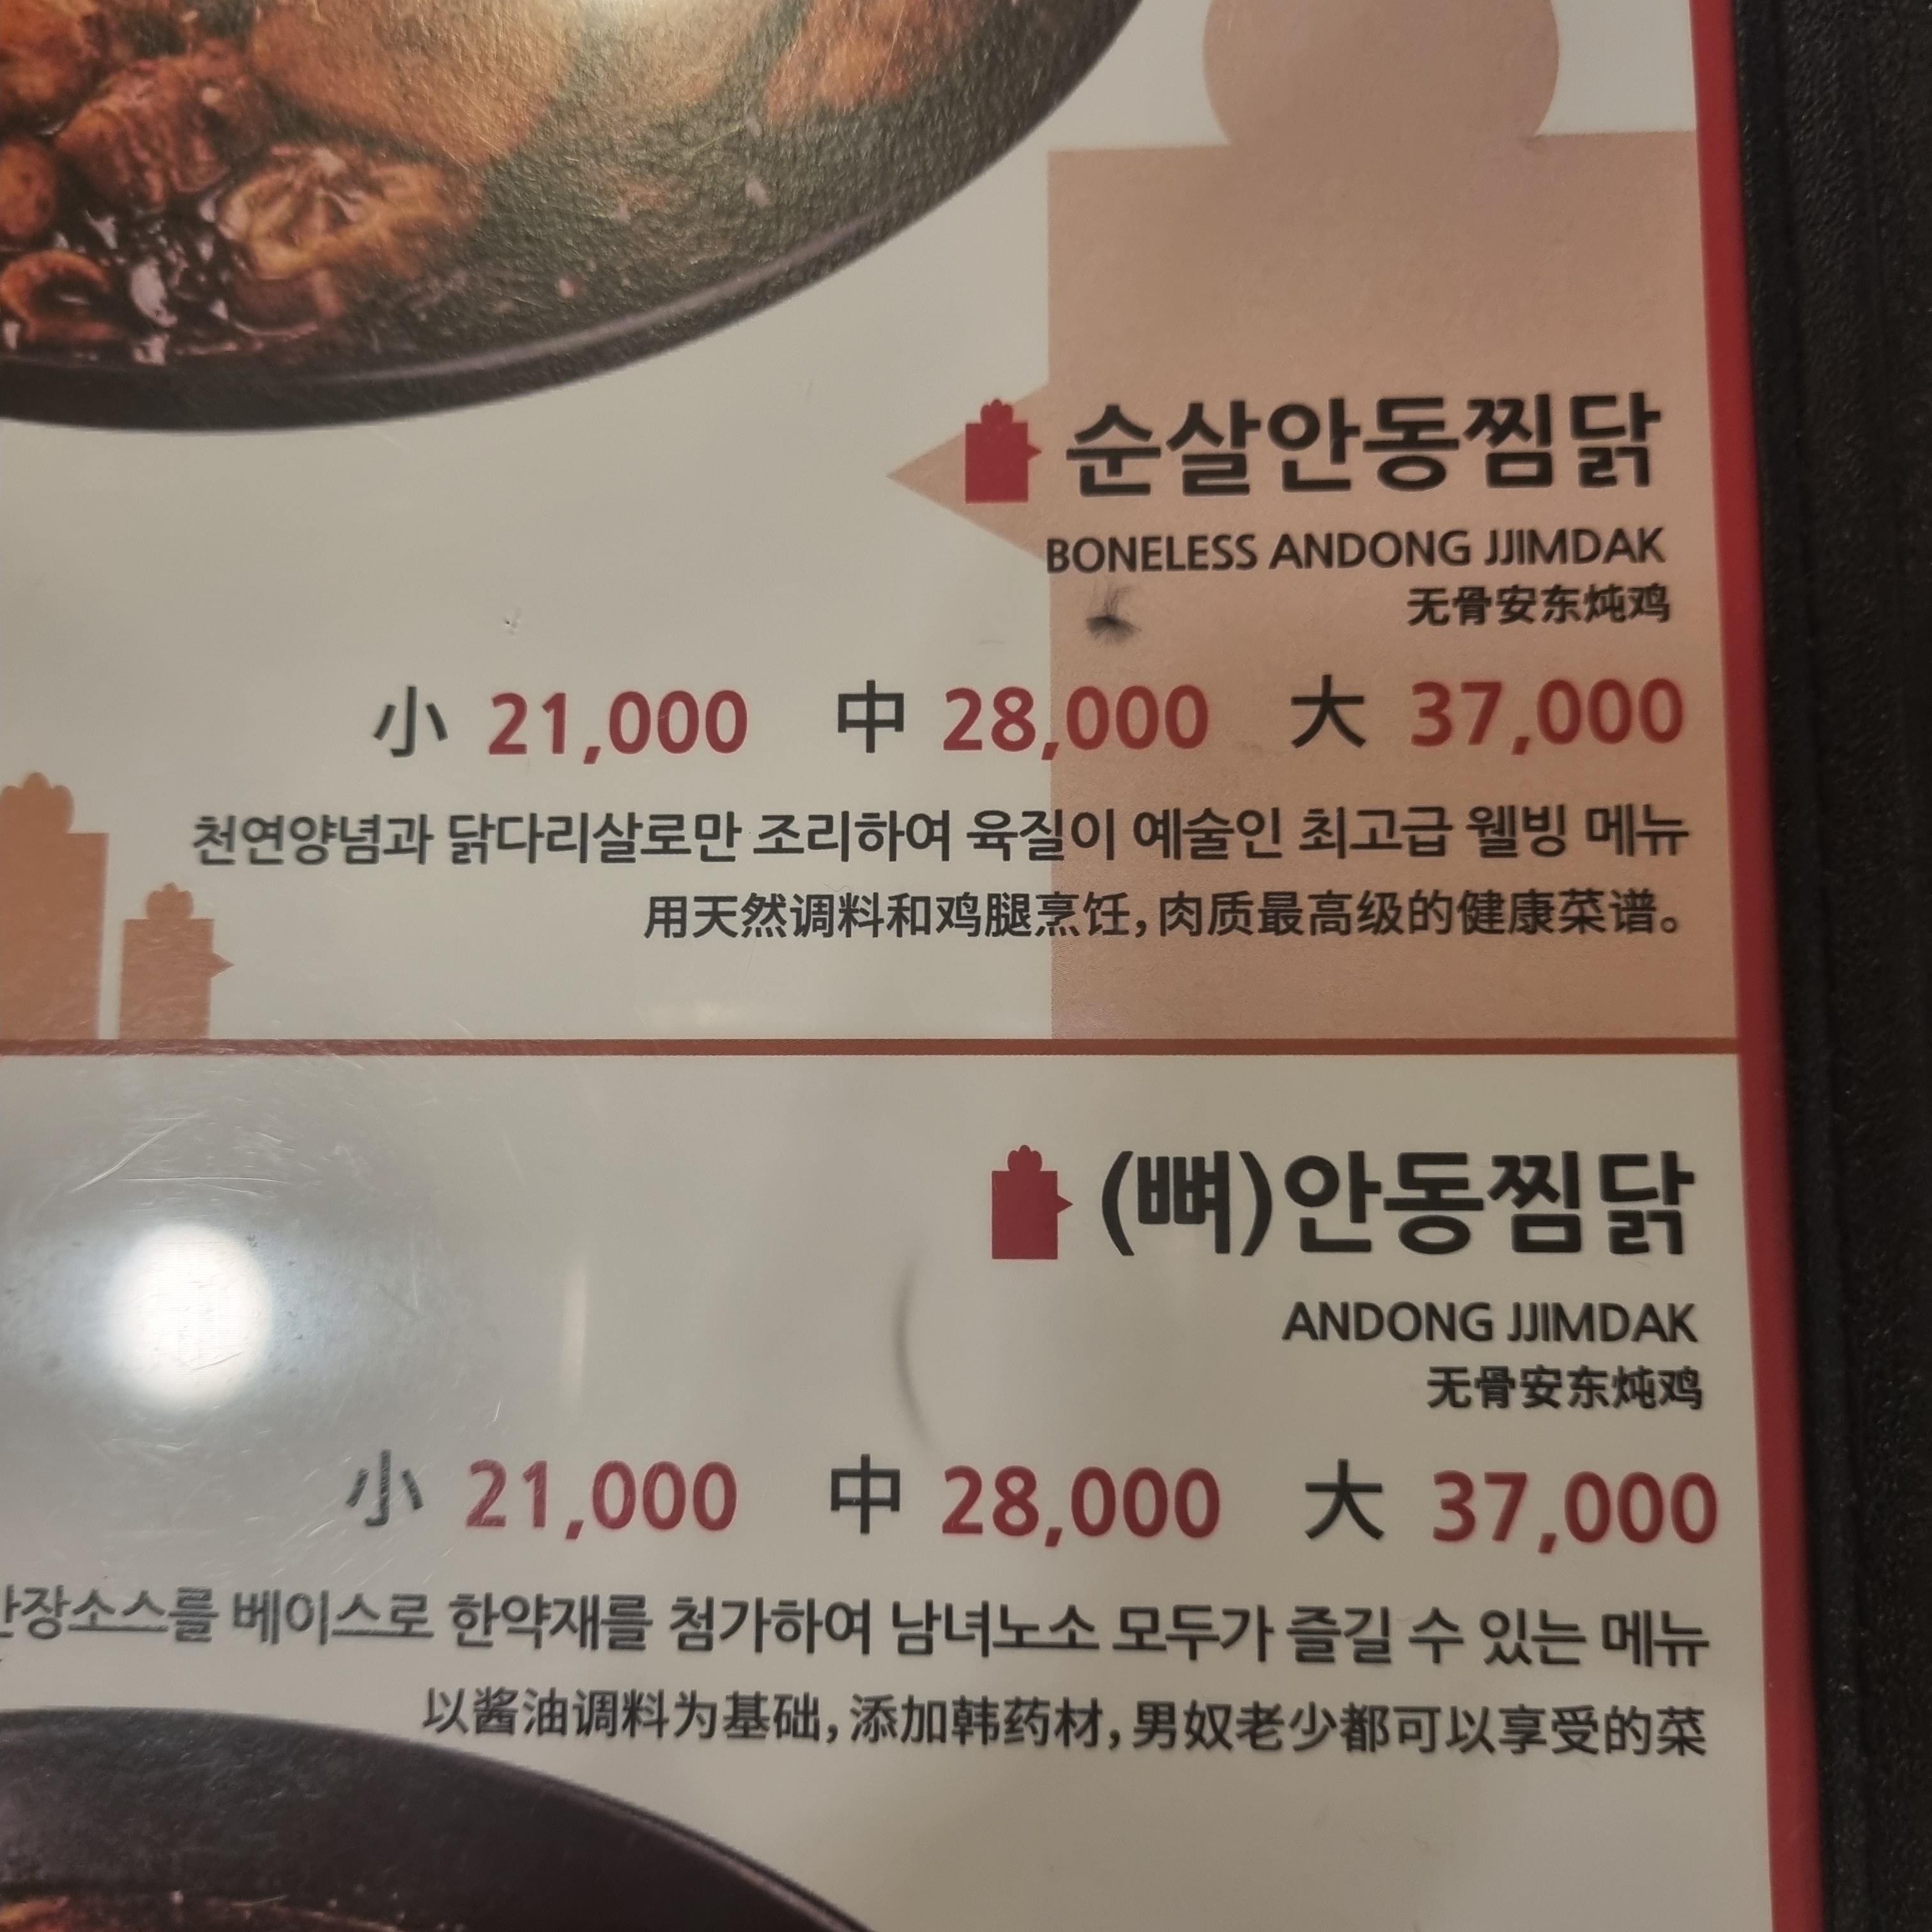 순살안동찜닭
BONELESS ANDONG JJIMDAK
无骨安东炖鸡
小 21,000 中 28,000 大 37,000
천연양념과 닭다리살로만 조리하여 육질이 예술인 최고급 웰빙 메뉴
用天然调料和鸡腿烹饪,肉质最高级的健康菜谱。
(뼈)안동찜닭
ANDONG JJIMDAK
无骨安东炖鸡
小 21,000 中 28,000 大 37,000
베이스로 한약재를 첨가하여 남녀노소 모두가 즐길 수 있는 메뉴
以酱油调料为基础,添加韩药材,男奴老少都可以享受的菜